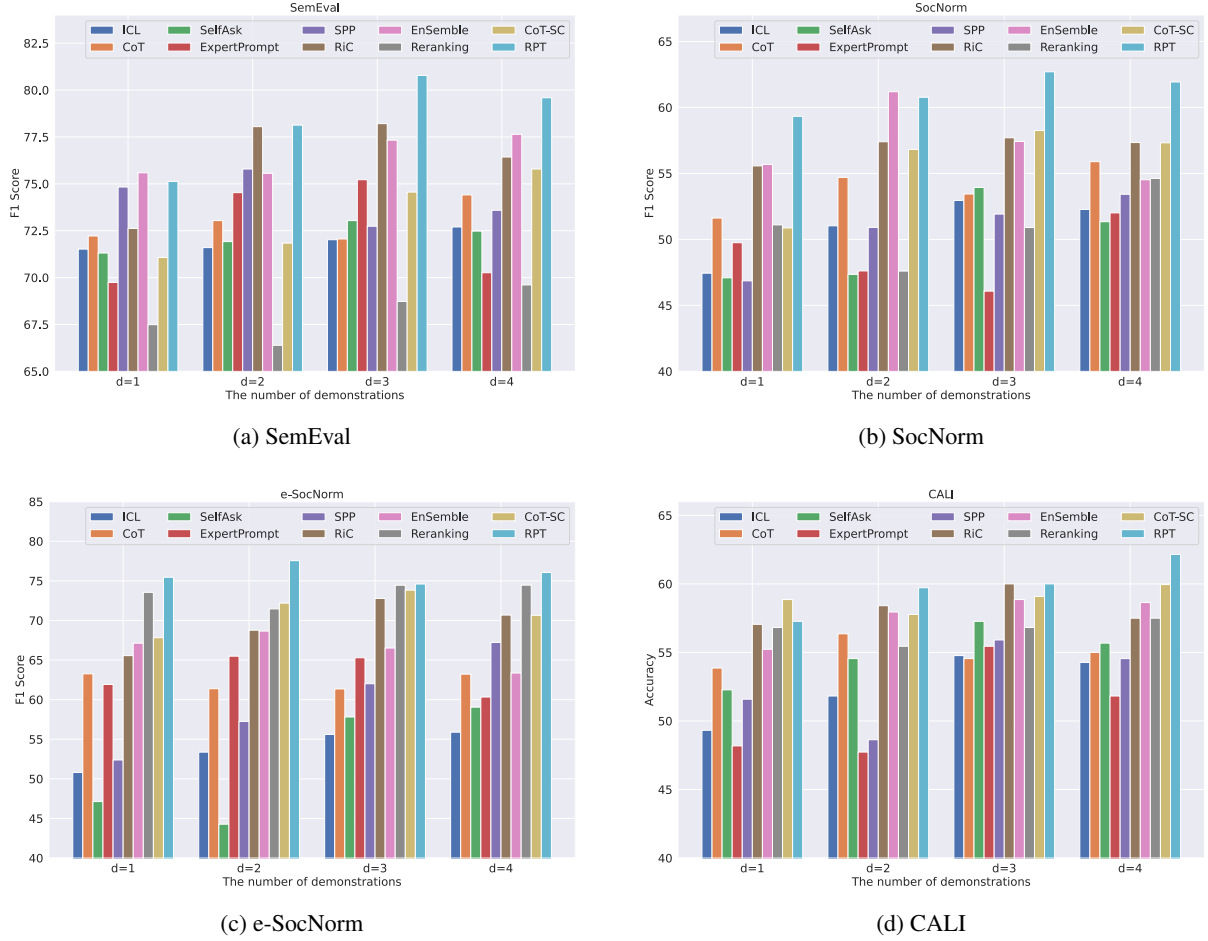 SemEval
ICL SelfAsk SPP EnSemble CoT-SC
CoT ExpertPrompt RiC Reranking RPT
82.5
80.0
77.5
75.0
72.5
70.0
67.5
65.0
F1 Score
d=1 d=2 d=3 d=4
The number of demonstrations
(a) SemEval
SocNorm
ICL SelfAsk SPP EnSemble CoT-SC
CoT ExpertPrompt RiC Reranking RPT
65
60
55
50
45
40
F1 Score
d=1 d=2 d=3 d=4
The number of demonstrations
(b) SocNorm
e-SocNorm
ICL SelfAsk SPP EnSemble CoT-SC
CoT ExpertPrompt RiC Reranking RPT
85
80
75
70
65
60
55
50
45
40
F1 Score
d=1 d=2 d=3 d=4
The number of demonstrations
(c) e-SocNorm
CALI
ICL SelfAsk SPP EnSemble CoT-SC
CoT ExpertPrompt RiC Reranking RPT
65
60
55
50
45
40
Accuracy
d=1 d=2 d=3 d=4
The number of demonstrations
(d) CALI